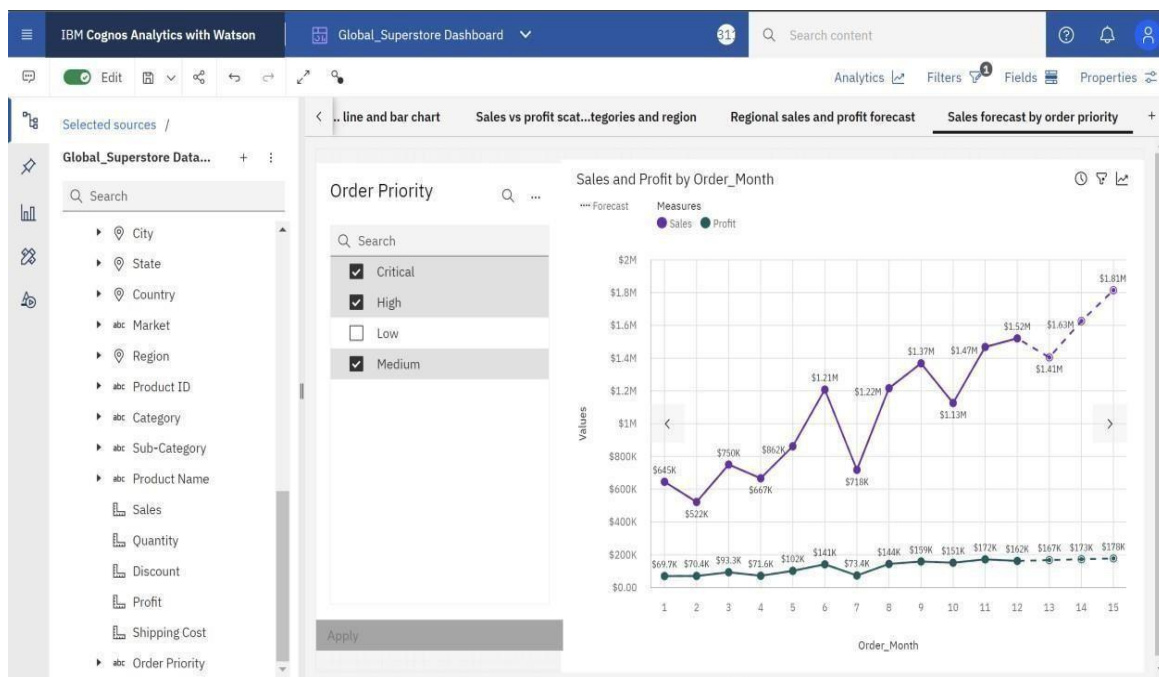 IBM Cognos Analytics with Watson
Global_Superstore Dashboard
Search content
Edit
Analytics
Filters
1
Fields
Properties
Selected sources /
Global_Superstore Data...
Search
City
State
Country
Market
Region
abc Market
abc Product ID
abc Category
abc Sub-Category
abc Product Name
Sales
Quantity
Discount
Profit
Shipping Cost
abc Order Priority
.. line and bar chart
Sales vs profit scat...tegories and region
Regional sales and profit forecast
Sales forecast by order priority
Order Priority
Search
Critical
High
Low
Medium
Apply
Sales and Profit by Order_Month
Forecast
Measures
Sales
Profit
Values
$2M
$1.8M
$1.6M
$1.4M
$1.2M
$1M
$800K
$600K
$400K
$200K
$0.00
$645K
$522K
$750K
$667K
$862K
$1.21M
$718K
$1.22M
$1.37M
$1.13M
$1.47M
$1.52M
$1.41M
$1.63M
$1.81M
$69.7K
$70.4K
$93.3K
$71.6K
$102K
$141K
$73.4K
$144K
$159K
$151K
$172K
$162K
$167K
$173K
$178K
1 2 3 4 5 6 7 8 9 10 11 12 13 14 15
Order_Month